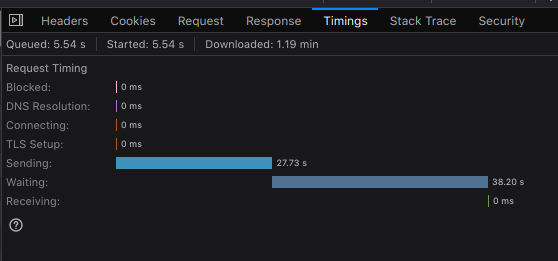 Headers Cookies Request Response Timings Stack Trace Security
Queued: 5.54 s Started: 5.54 s Downloaded: 1.19 min
Request Timing
Blocked: 0 ms
DNS Resolution: 0 ms
Connecting: 0 ms
TLS Setup: 0 ms
Sending: 27.73 s
Waiting: 38.20 s
Receiving: 0 ms
?